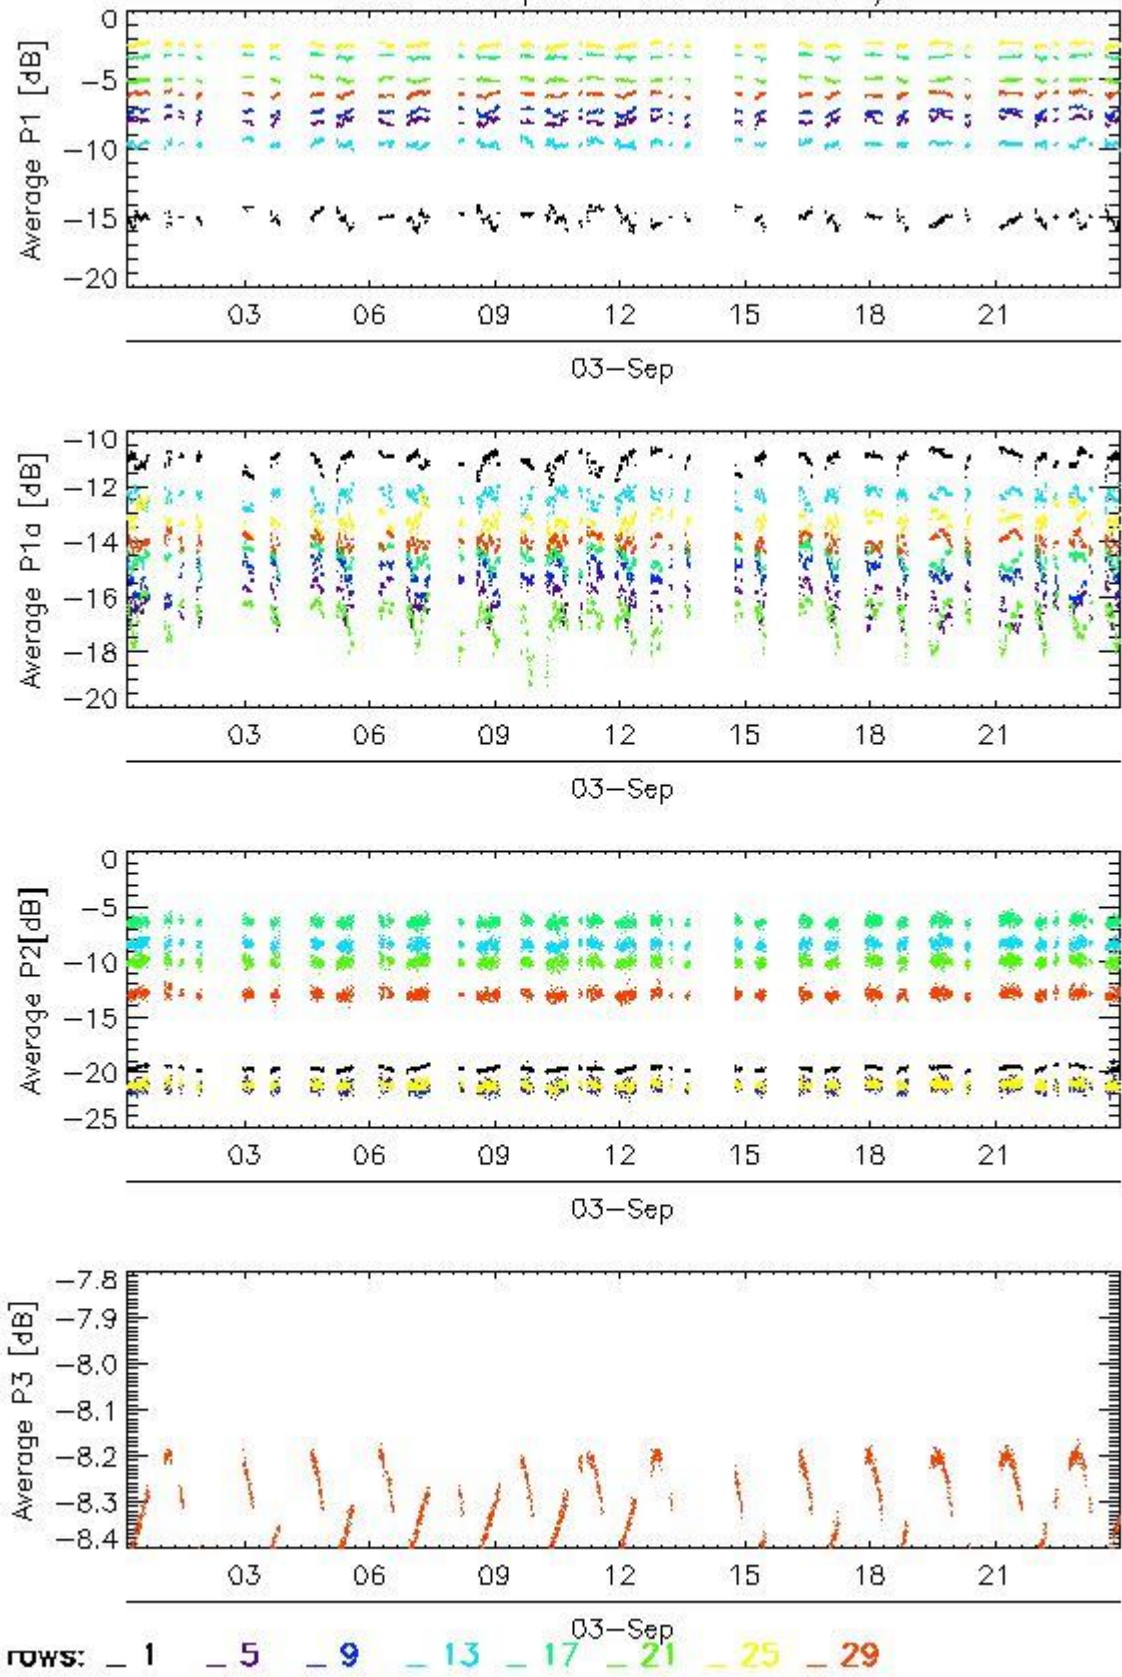 Average P1 [dB]
0
−5
−10
−15
−20
03 06 09 12 15 18 21
03−Sep
Average P1a [dB]
−10
−12
−14
−16
−18
−20
03 06 09 12 15 18 21
03−Sep
Average P2[dB]
0
−5
−10
−15
−20
−25
03 06 09 12 15 18 21
03−Sep
Average P3 [dB]
−7.8
−7.9
−8.0
−8.1
−8.2
−8.3
−8.4
03 06 09 12 15 18 21
03−Sep
rows: _ 1 _ 5 _ 9 _ 13 _ 17 _ 21 _ 25 _ 29